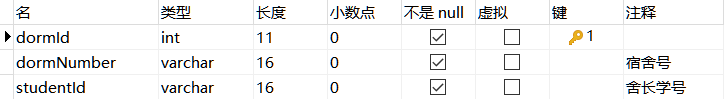 名 类型 长度 小数点 不是 null 虚拟 键 注释
dormId int 11 0 1
dormNumber varchar 16 0 宿舍号
studentId varchar 16 0 舍长学号